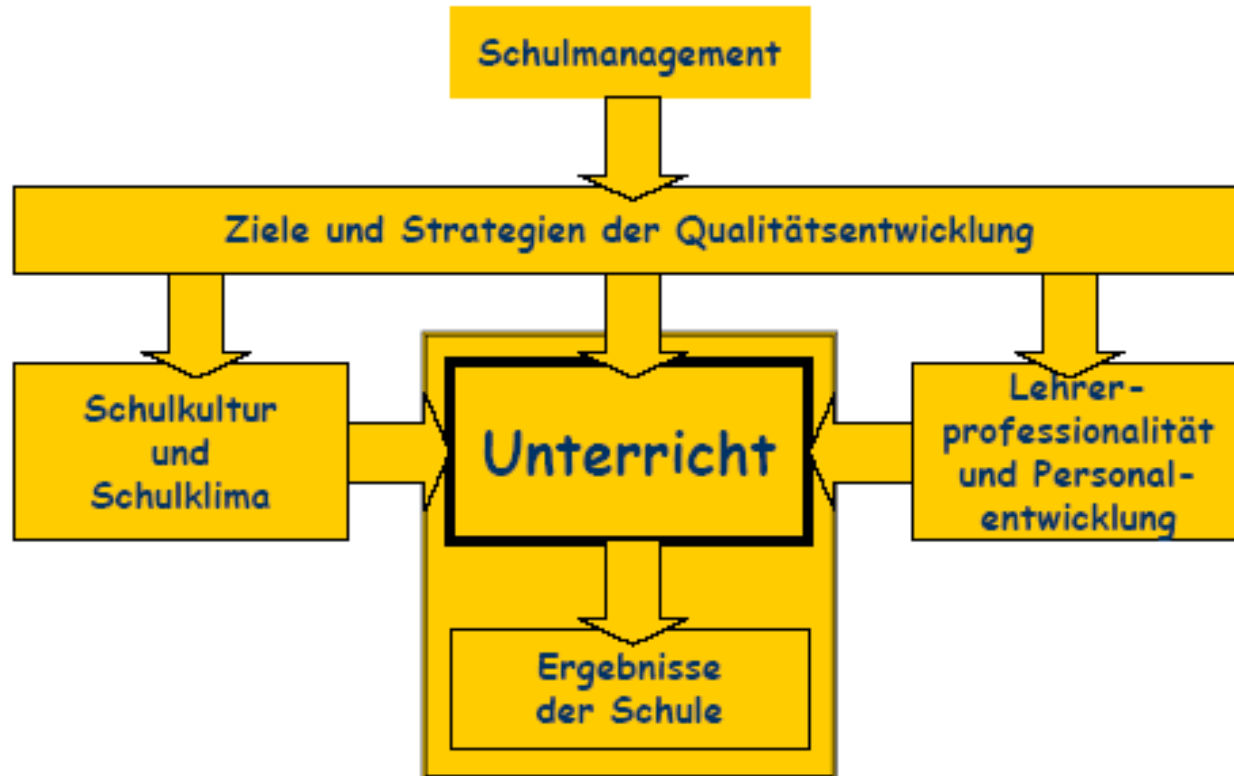 Schulmanagement
Ziele und Strategien der Qualitätsentwicklung
Schulkultur
und
Schulklima
Unterricht
Lehrer-
professionalität
und Personal-
entwicklung
Ergebnisse
der Schule